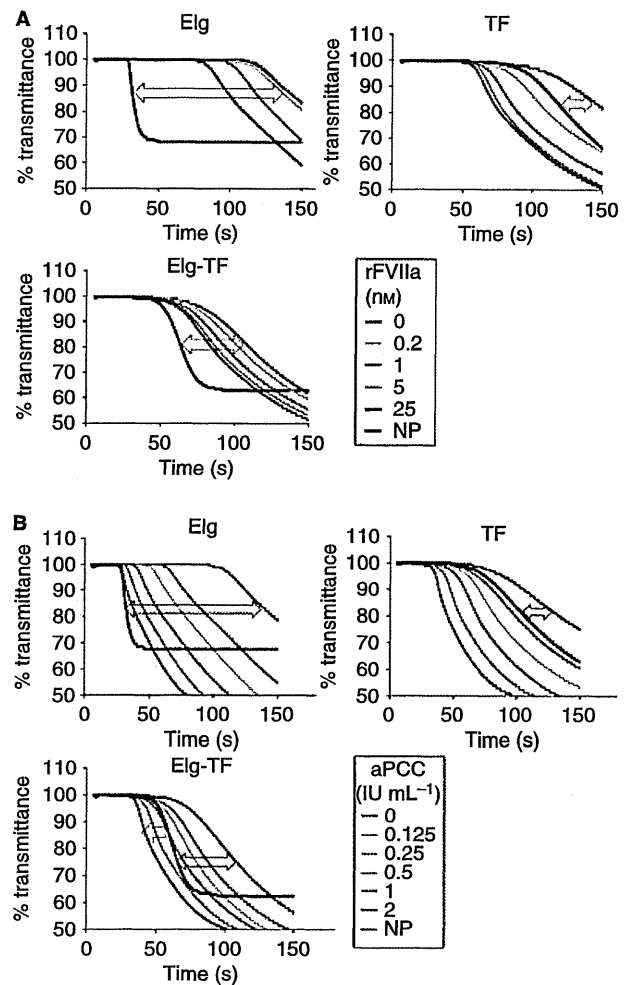 A
Elg
TF
110
100
90
80
70
60
50
% transmittance
0
50
100
150
Time (s)
110
100
90
80
70
60
50
% transmittance
0
50
100
150
Time (s)
Elg-TF
110
100
90
80
70
60
50
% transmittance
0
50
100
150
Time (s)
rFVIIa
(nM)
0
0.2
1
5
25
NP
B
Elg
TF
110
100
90
80
70
60
50
% transmittance
0
50
100
150
Time (s)
110
100
90
80
70
60
50
% transmittance
0
50
100
150
Time (s)
Elg-TF
110
100
90
80
70
60
50
% transmittance
0
50
100
150
Time (s)
aPCC
(IU mL⁻¹)
0
0.125
0.25
0.5
1
2
NP